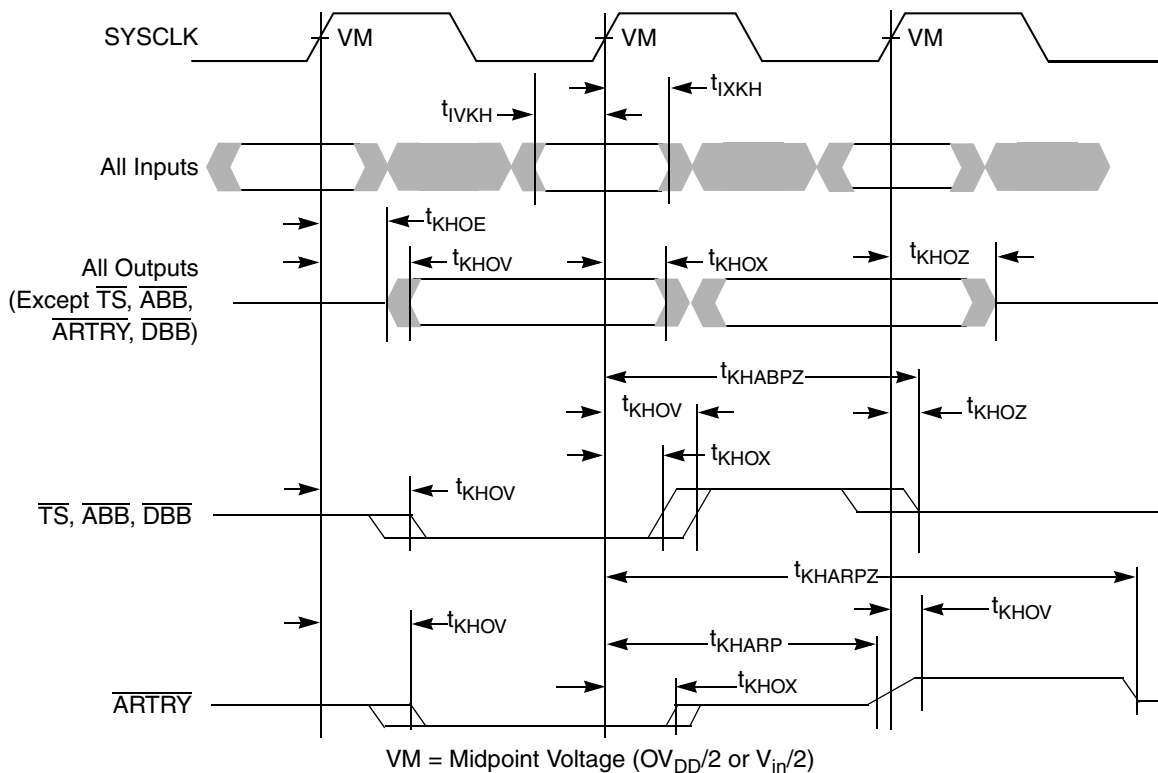 SYSCLK
VM
VM
VM
tIXKH
tIVKH
All Inputs
tKHOE
All Outputs
(Except TS, ABB,
ARTRY, DBB)
tKHOV
tKHOX
tKHOZ
tKHABPZ
tKHOV
tKHOZ
tKHOX
tKHOV
TS, ABB, DBB
tKHARPZ
tKHOV
tKHOV
tKHARP
tKHOX
ARTRY
VM = Midpoint Voltage (OVDD/2 or Vin/2)